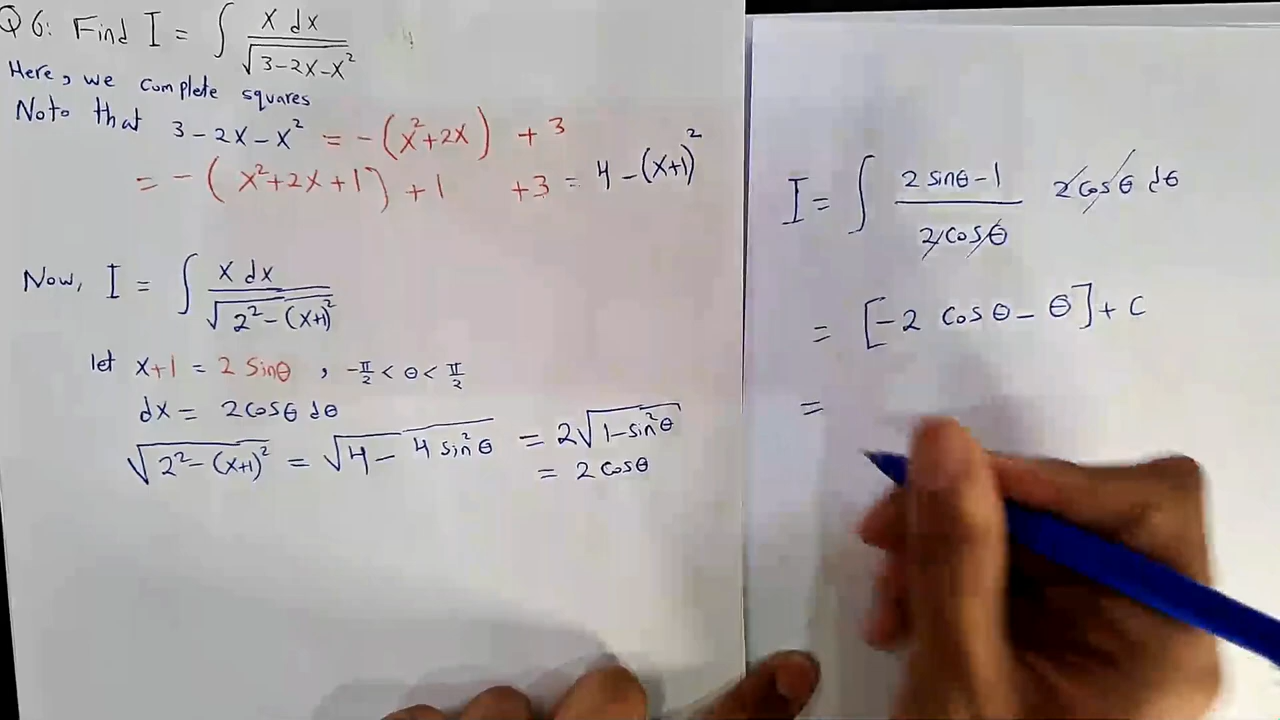 Q 6: Find I = ∫ x dx / √(3-2x-x²)
Here, we complete squares
Note that 3-2x-x² = -(x²+2x) +3
= -(x²+2x+1) +1 +3 = 4-(x+1)²
Now, I = ∫ x dx / √(2²-(x+1)²)
let x+1 = 2 sinθ , -π/2 < θ < π/2
dx = 2cosθ dθ
√(2²-(x+1)²) = √(4-4 sin²θ) = 2√(1-sin²θ)
= 2 cosθ
I = ∫ (2 sinθ-1) / (2cosθ) 2cosθ dθ
= [-2 cosθ - θ] + C
=